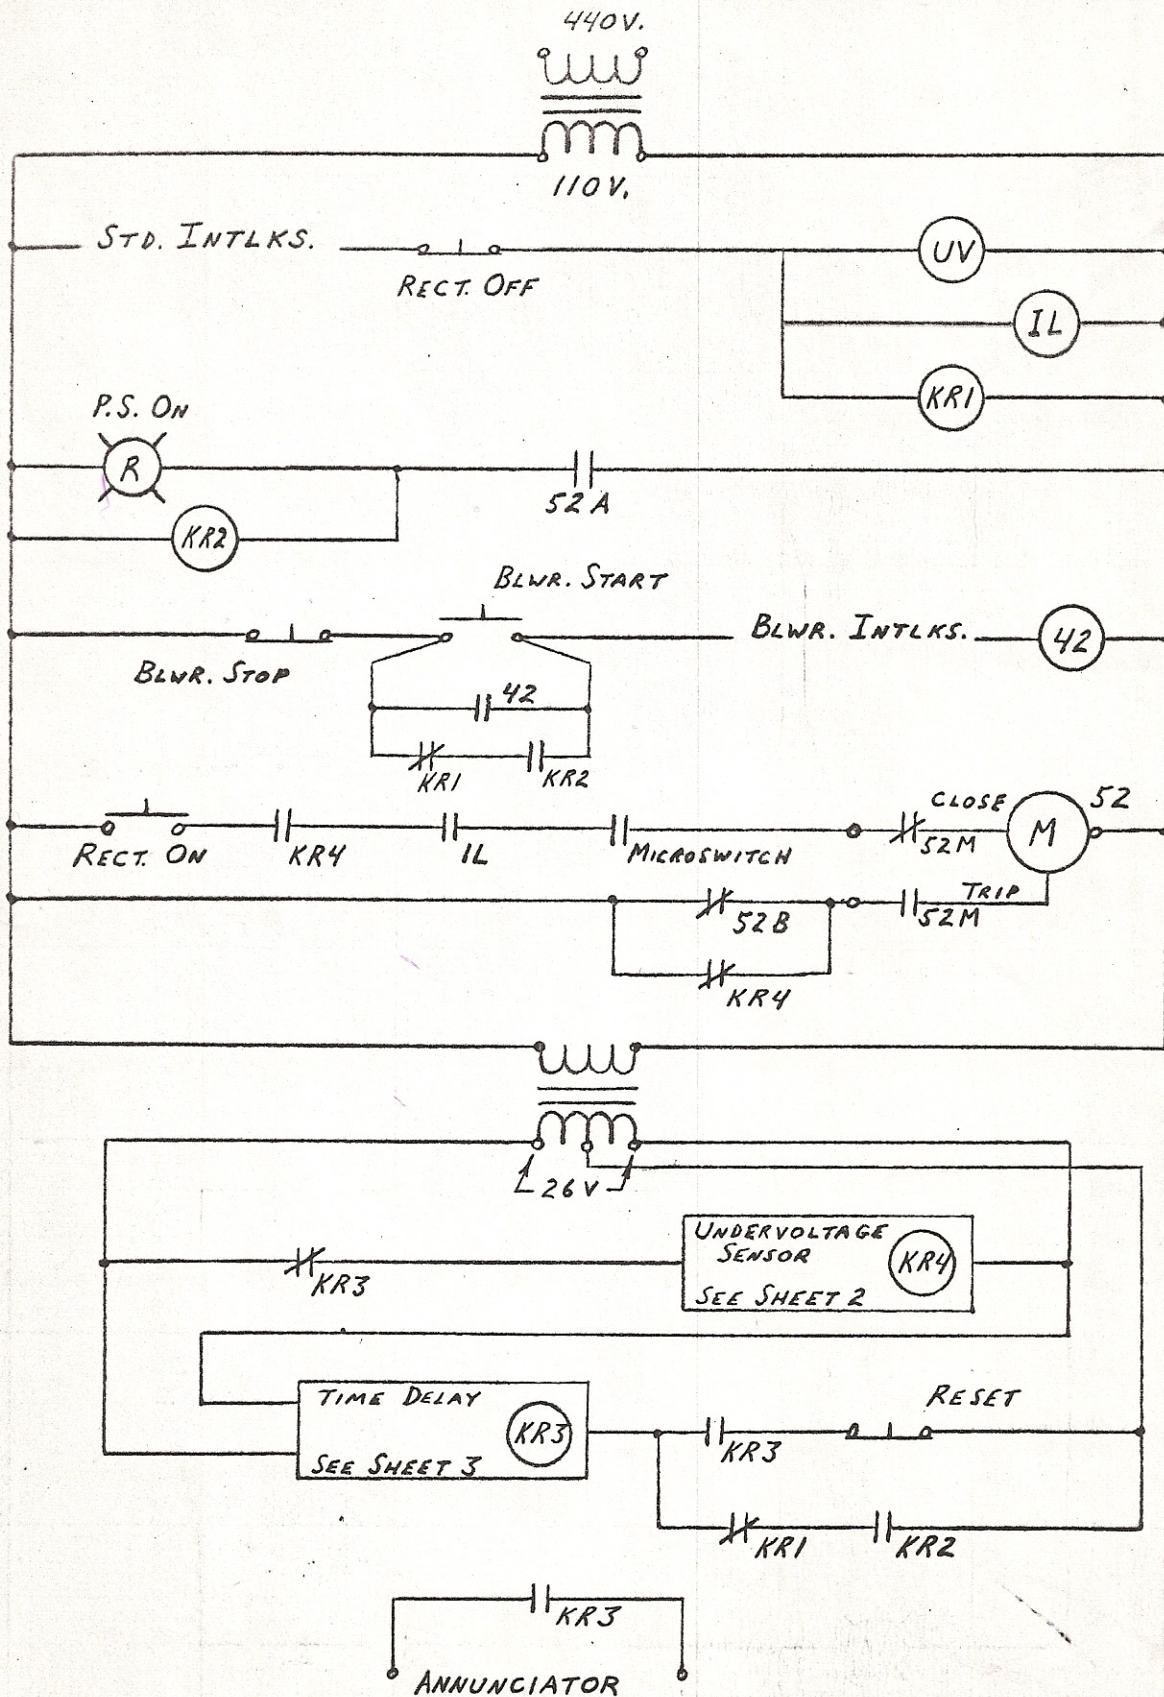 440V.
110V.
STD. INTLKS.
RECT. OFF
UV
IL
KR1
P.S. ON
R
52A
KR2
BLWR. START
BLWR. STOP
BLWR. INTLKS.
42
42
KR1
KR2
RECT. ON
KR4
IL
MICROSWITCH
CLOSE
52M
M
52
52B
TRIP
52M
KR4
26V
KR3
UNDERVOLTAGE
SENSOR
KR4
SEE SHEET 2
TIME DELAY
KR3
SEE SHEET 3
KR3
RESET
KR1
KR2
KR3
ANNUNCIATOR